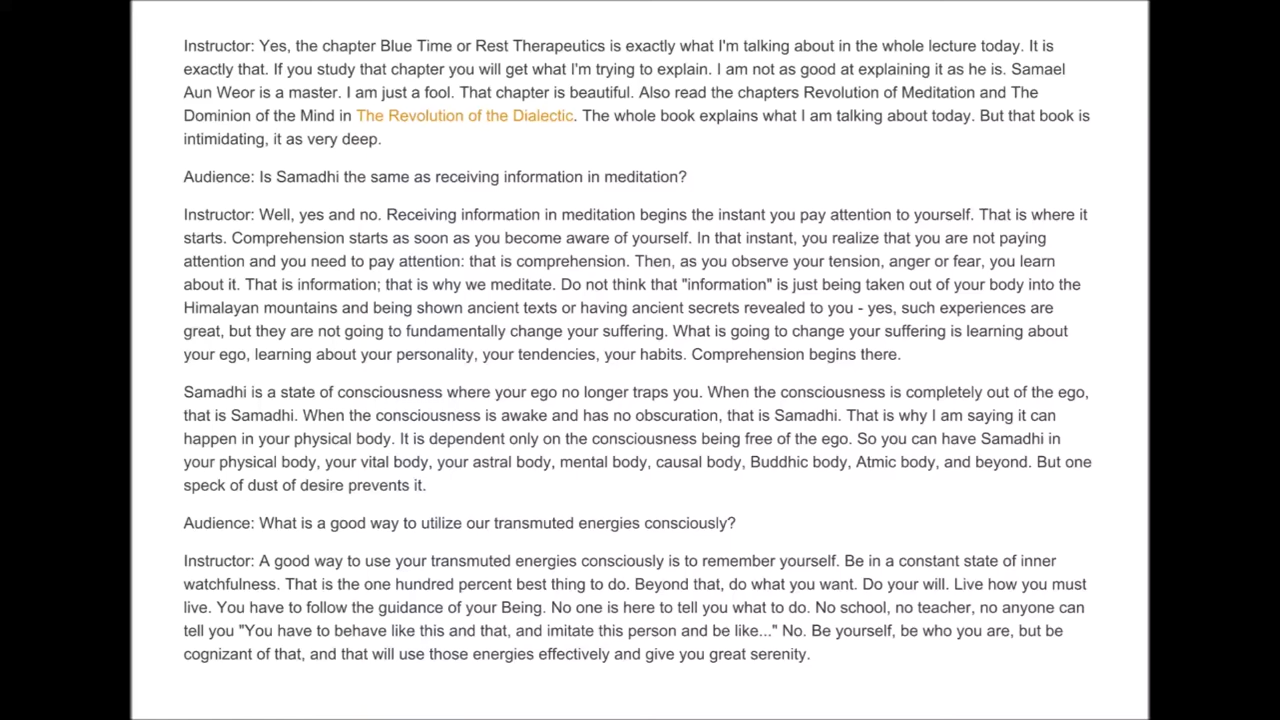 Instructor: Yes, the chapter Blue Time or Rest Therapeutics is exactly what I'm talking about in the whole lecture today. It is
exactly that. If you study that chapter you will get what I'm trying to explain. I am not as good at explaining it as he is. Samael
Aun Weor is a master. I am just a fool. That chapter is beautiful. Also read the chapters Revolution of Meditation and The
Dominion of the Mind in The Revolution of the Dialectic. The whole book explains what I am talking about today. But that book is
intimidating, it as very deep.
Audience: Is Samadhi the same as receiving information in meditation?
Instructor: Well, yes and no. Receiving information in meditation begins the instant you pay attention to yourself. That is where it
starts. Comprehension starts as soon as you become aware of yourself. In that instant, you realize that you are not paying
attention and you need to pay attention: that is comprehension. Then, as you observe your tension, anger or fear, you learn
about it. That is information; that is why we meditate. Do not think that "information" is just being taken out of your body into the
Himalayan mountains and being shown ancient texts or having ancient secrets revealed to you - yes, such experiences are
great, but they are not going to fundamentally change your suffering. What is going to change your suffering is learning about
your ego, learning about your personality, your tendencies, your habits. Comprehension begins there.
Samadhi is a state of consciousness where your ego no longer traps you. When the consciousness is completely out of the ego,
that is Samadhi. When the consciousness is awake and has no obscuration, that is Samadhi. That is why I am saying it can
happen in your physical body. It is dependent only on the consciousness being free of the ego. So you can have Samadhi in
your physical body, your vital body, your astral body, mental body, causal body, Buddhic body, Atmic body, and beyond. But one
speck of dust of desire prevents it.
Audience: What is a good way to utilize our transmuted energies consciously?
Instructor: A good way to use your transmuted energies consciously is to remember yourself. Be in a constant state of inner
watchfulness. That is the one hundred percent best thing to do. Beyond that, do what you want. Do your will. Live how you must
live. You have to follow the guidance of your Being. No one is here to tell you what to do. No school, no teacher, no anyone can
tell you "You have to behave like this and that, and imitate this person and be like..." No. Be yourself, be who you are, but be
cognizant of that, and that will use those energies effectively and give you great serenity.